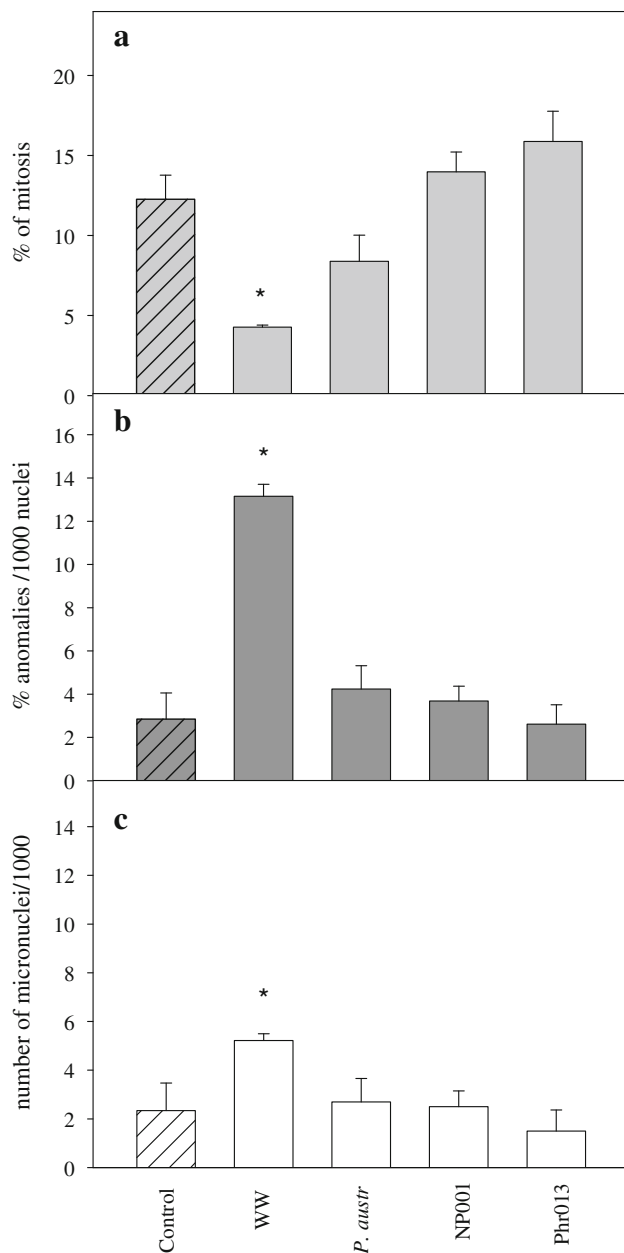 a
20
15
10
5
0
% of mitosis
*
b
16
14
12
10
8
6
4
2
0
% anomalies /1000 nuclei
*
c
14
12
10
8
6
4
2
0
number of micronuclei/1000
*
Control
WW
P. austr
NP001
Phr013